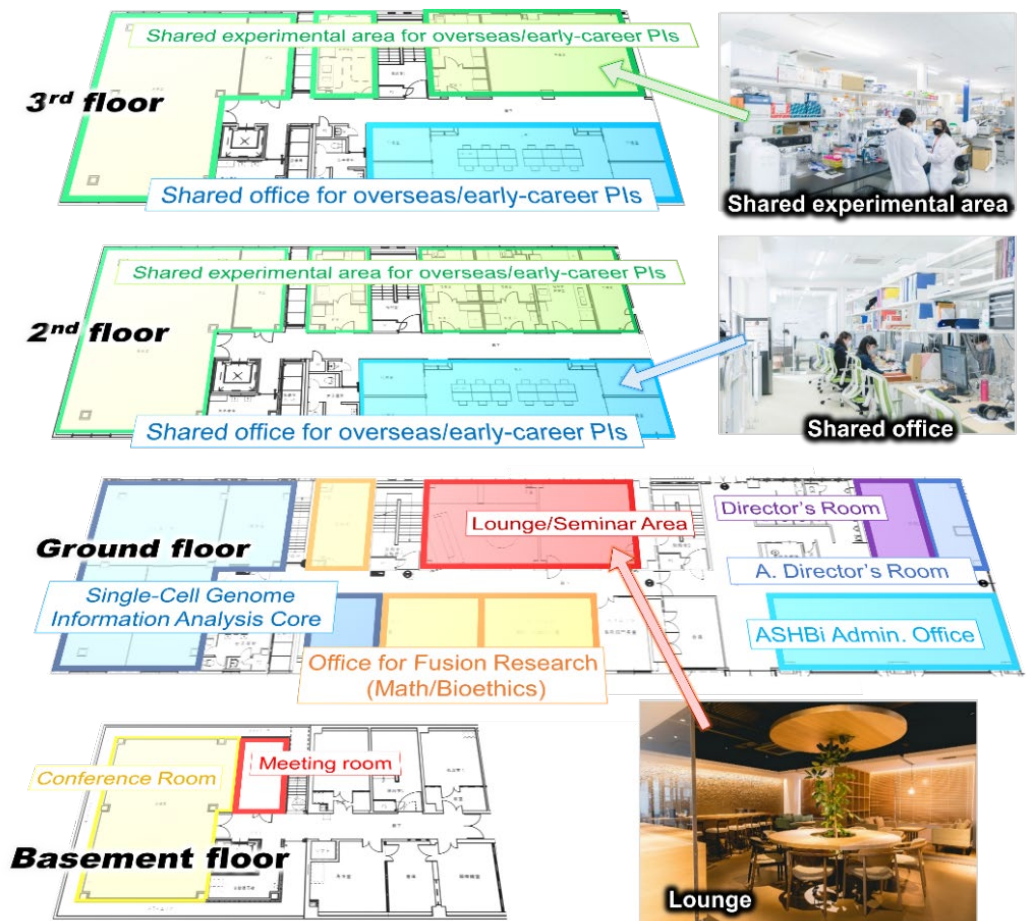 Shared experimental area for overseas/early-career PIs
3rd floor
Shared office for overseas/early-career PIs
Shared experimental area
Shared experimental area for overseas/early-career PIs
2nd floor
Shared office for overseas/early-career PIs
Shared office
Lounge/Seminar Area
Director's Room
Ground floor
A. Director's Room
Single-Cell Genome
Information Analysis Core
ASHBi Admin. Office
Office for Fusion Research
(Math/Bioethics)
Meeting room
Conference Room
Basement floor
Lounge